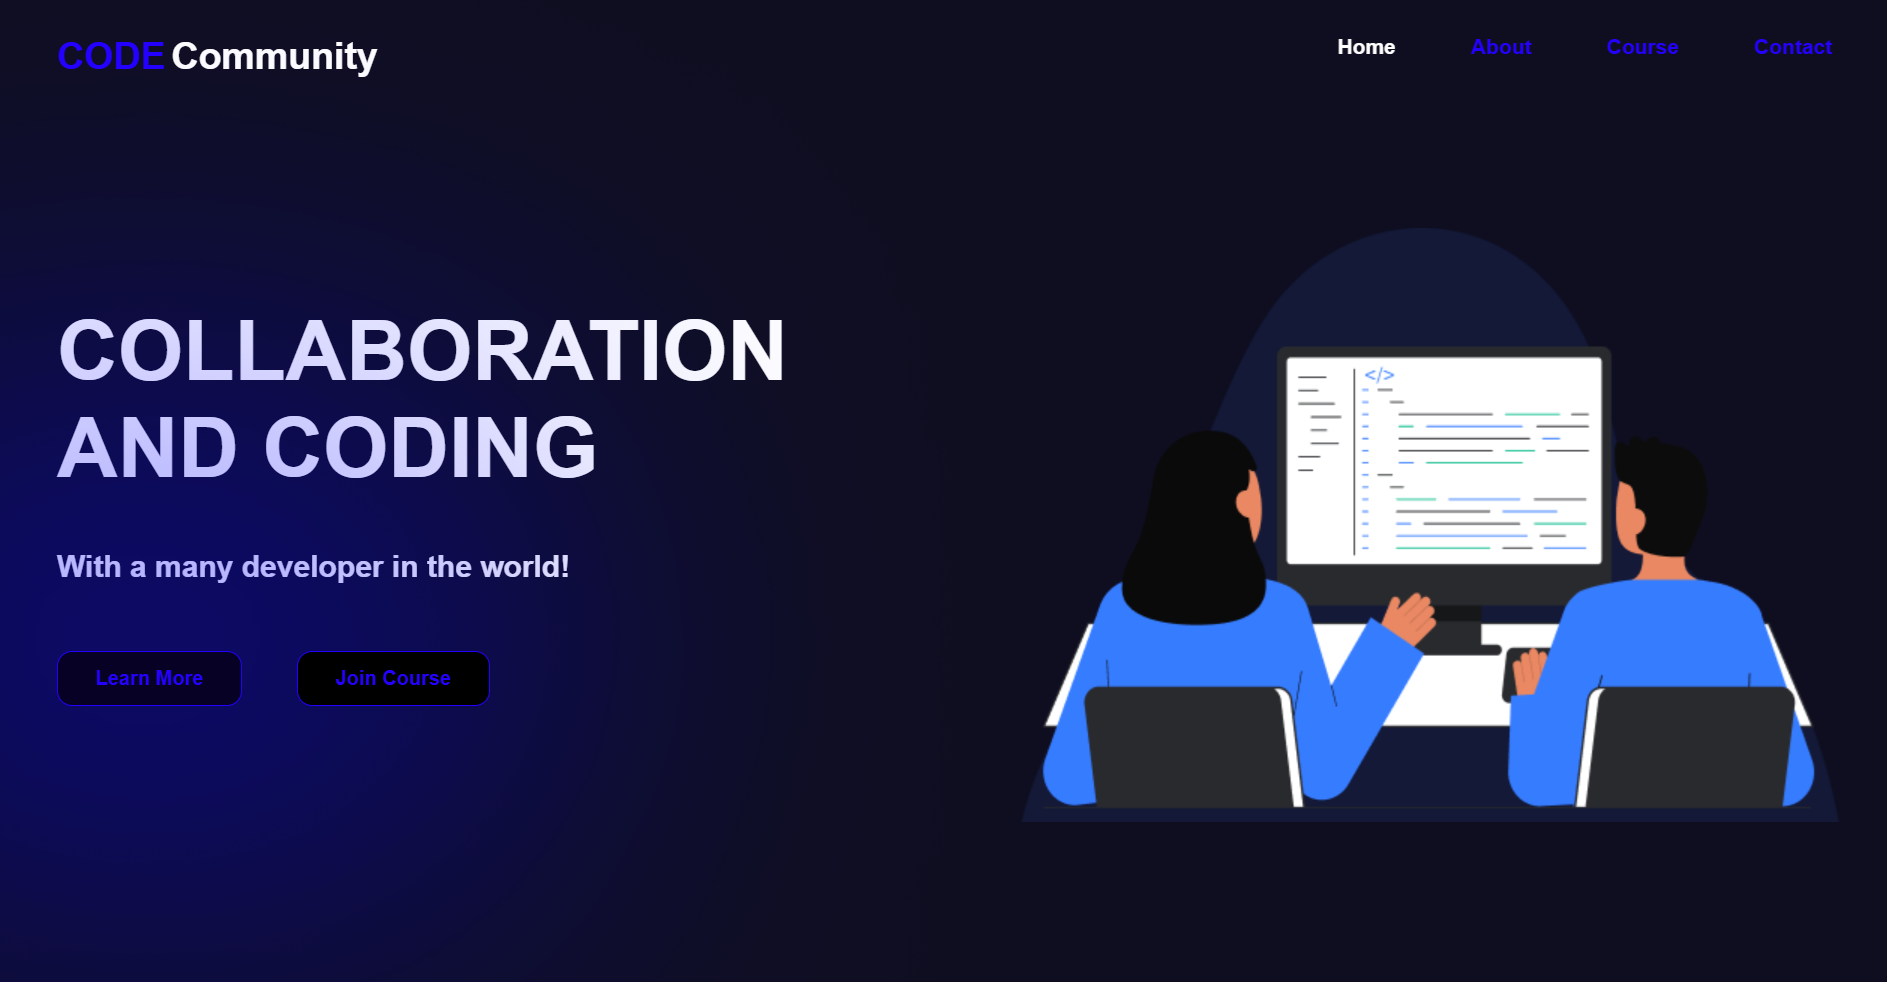 CODE Community
Home About Course Contact
COLLABORATION
AND CODING
</>
With a many developer in the world!
Learn More Join Course